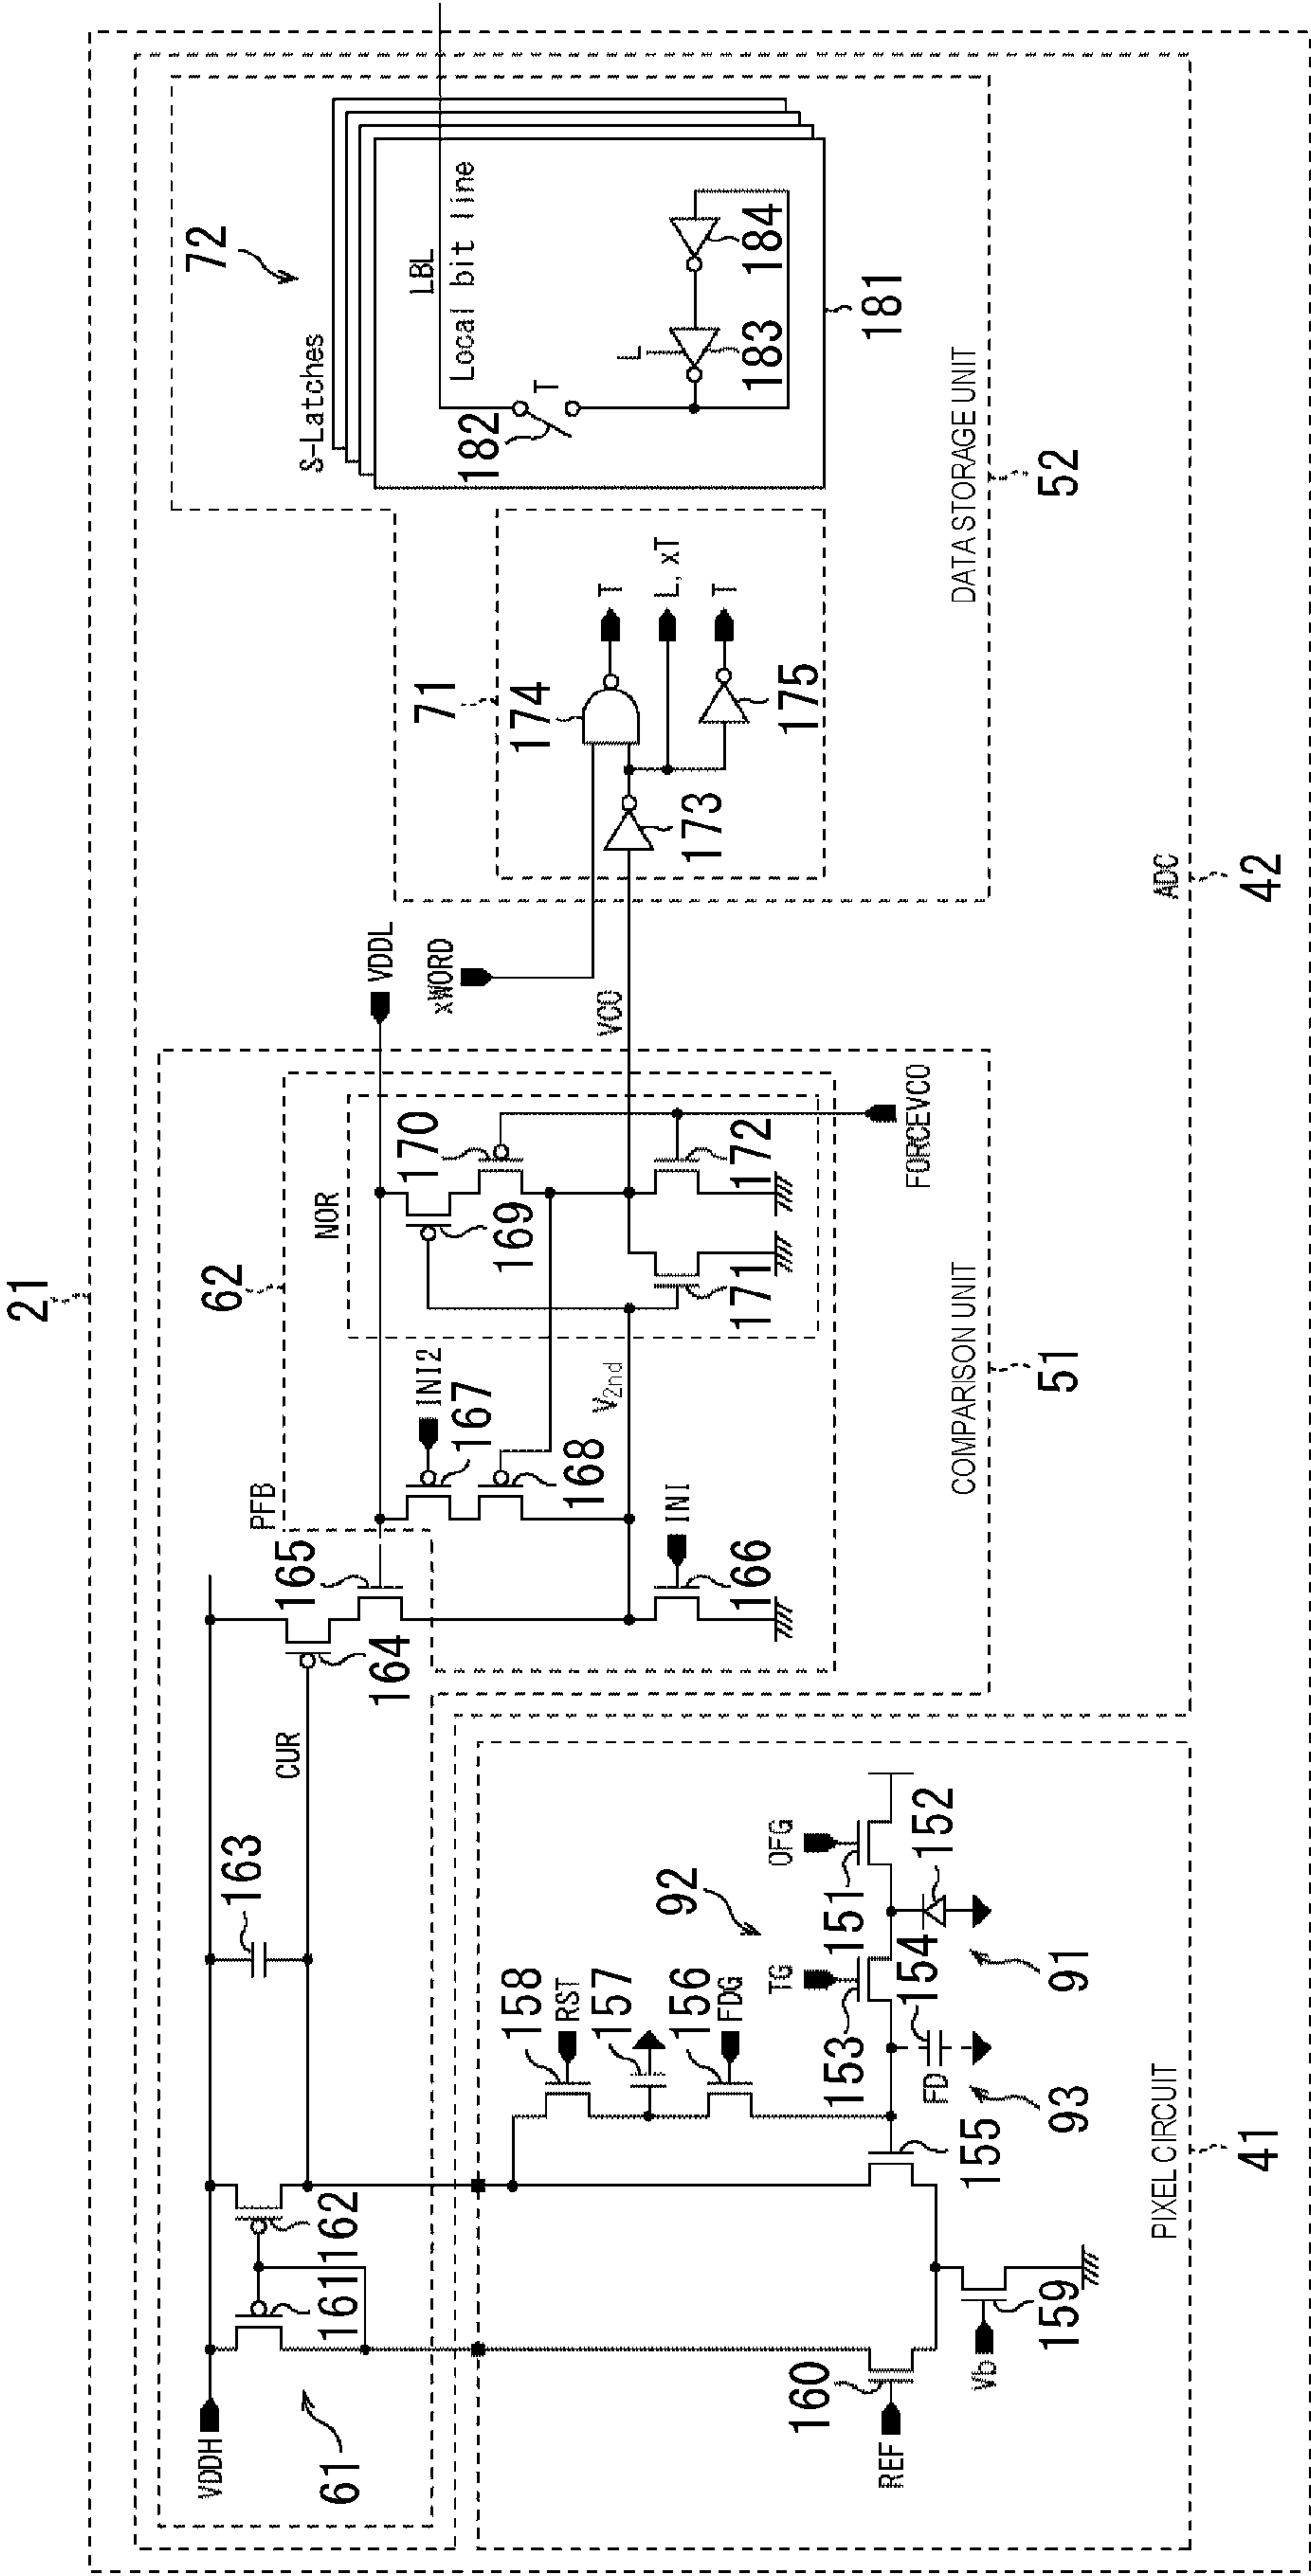 21
VDDH
61
161
162
163
CUR
164
165
PFB
62
NOR
INI2
167
168
169
170
VDDL
V2nd
171
172
INI
166
FORCEVCO
VCO
xWORD
COMPARISON UNIT
51
71
173
174
175
T
L, xT
T
72
S-Latches
LBL
Local bit line
182
T
L
183
184
181
DATA STORAGE UNIT
52
ADC
42
REF
160
Vb
159
155
158
RST
157
156
FDG
92
TG
153
154
FD
93
OFG
151
152
91
PIXEL CIRCUIT
41